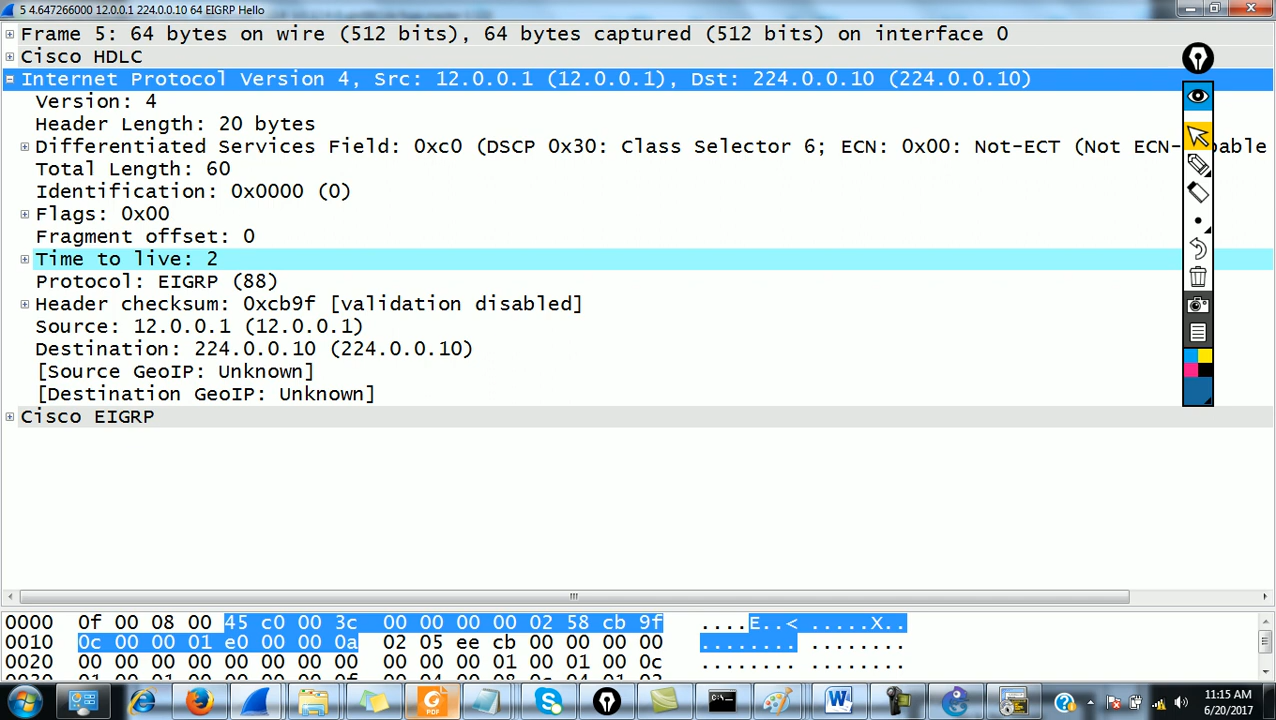 5 4.647266000 12.0.0.1 224.0.0.10 64 EIGRP Hello
Frame 5: 64 bytes on wire (512 bits), 64 bytes captured (512 bits) on interface 0
Cisco HDLC
Internet Protocol Version 4, Src: 12.0.0.1 (12.0.0.1), Dst: 224.0.0.10 (224.0.0.10)
Version: 4
Header Length: 20 bytes
Differentiated Services Field: 0xc0 (DSCP 0x30: Class Selector 6; ECN: 0x00: Not-ECT (Not ECN-
Total Length: 60
Identification: 0x0000 (0)
Flags: 0x00
Fragment offset: 0
Time to live: 2
Protocol: EIGRP (88)
Header checksum: 0xcb9f [validation disabled]
Source: 12.0.0.1 (12.0.0.1)
Destination: 224.0.0.10 (224.0.0.10)
[Source GeoIP: Unknown]
[Destination GeoIP: Unknown]
Cisco EIGRP
0000 0f 00 08 00 45 c0 00 3c 00 00 00 00 02 58 cb 9f ....E..< .....X..
0010 0c 00 00 01 e0 00 00 0a 02 05 ee cb 00 00 00 00 ........ ........
0020 00 00 00 00 00 00 00 00 00 00 00 01 00 01 00 0c ........ ........
PDF
11:15 AM
6/20/2017